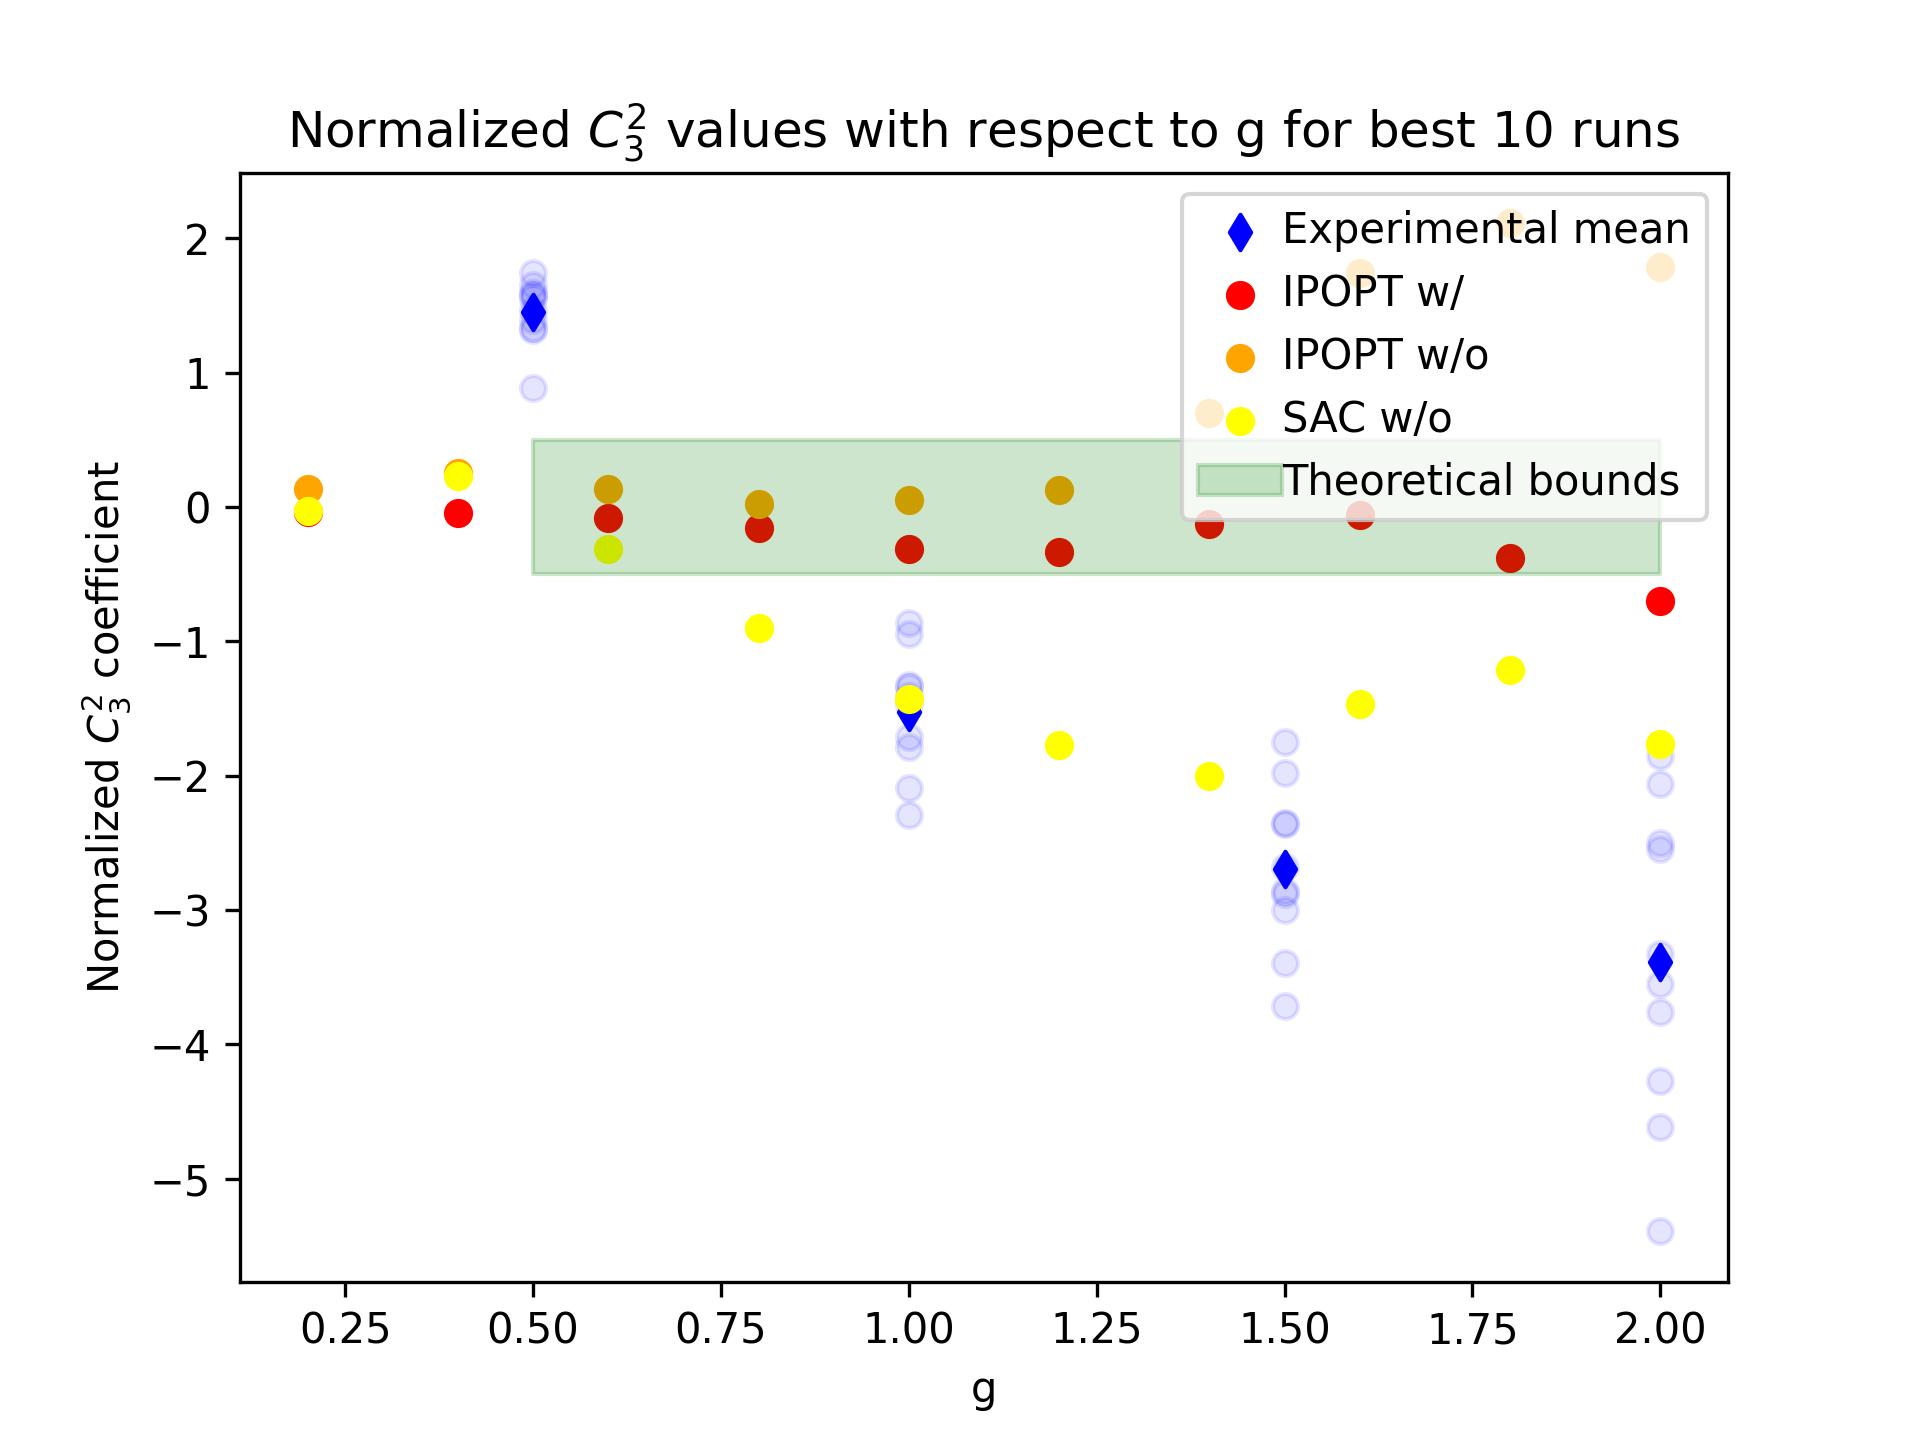 Normalized $C_3^2$ values with respect to g for best 10 runs
Experimental mean
IPOPT w/
IPOPT w/o
SAC w/o
Theoretical bounds
Normalized $C_3^2$ coefficient
2
1
0
−1
−2
−3
−4
−5
0.25 0.50 0.75 1.00 1.25 1.50 1.75 2.00
g